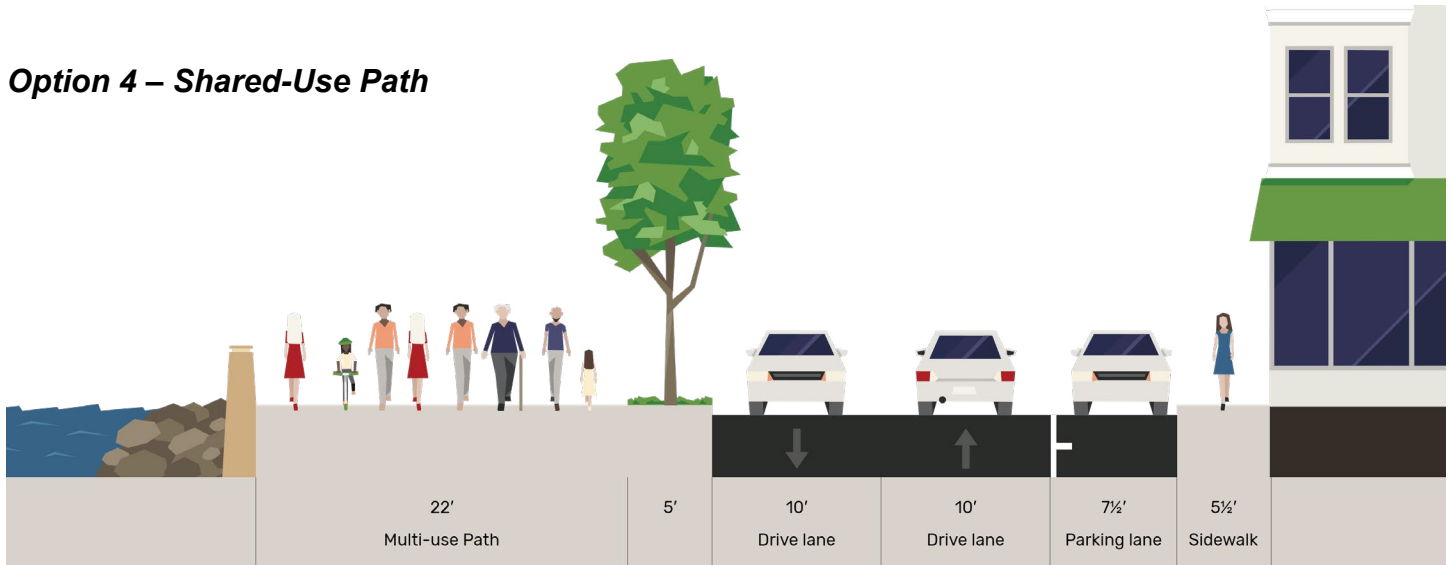 Option 4 – Shared-Use Path
22′ 5′ 10′ 10′ 7½′ 5½′
Multi-use Path Drive lane Drive lane Parking lane Sidewalk